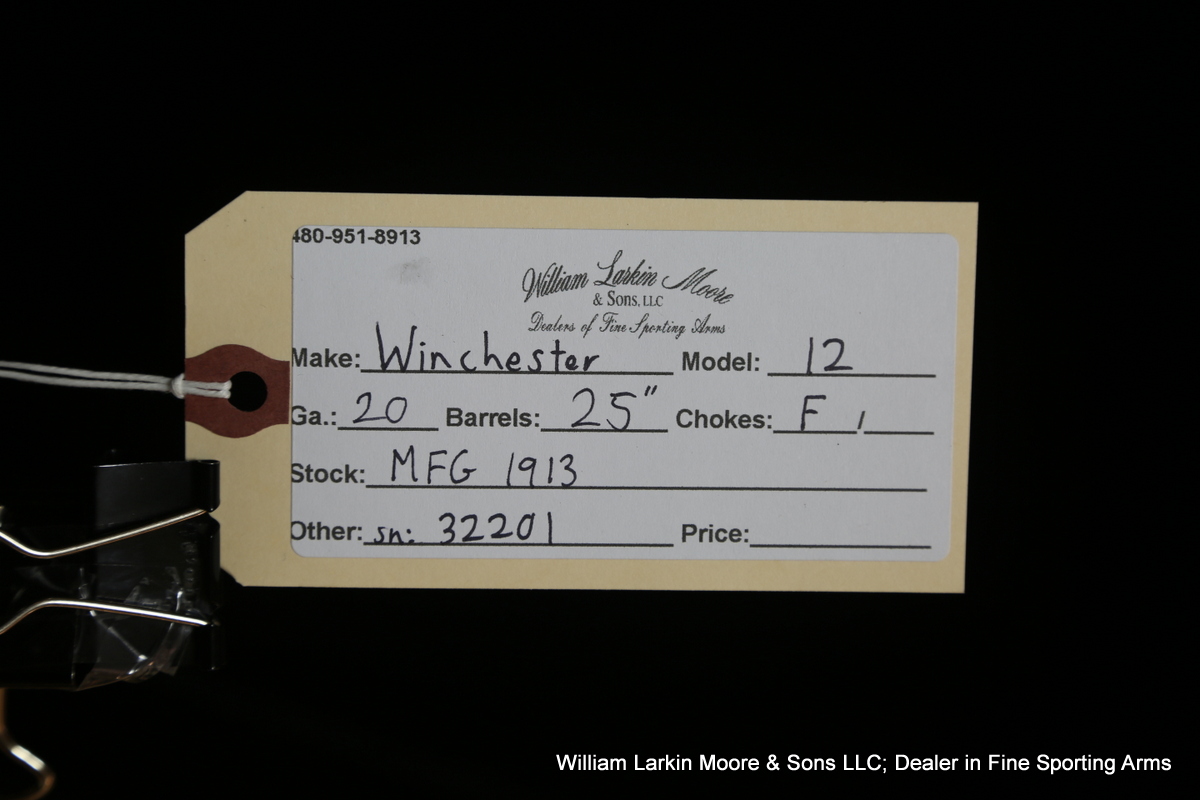 480-951-8913
William Larkin Moore
& Sons, LLC
Dealers of Fine Sporting Arms
Make: Winchester Model: 12
Ga.: 20 Barrels: 25" Chokes: F /
Stock: MFG 1913
Other: sn: 32201 Price:
William Larkin Moore & Sons LLC; Dealer in Fine Sporting Arms